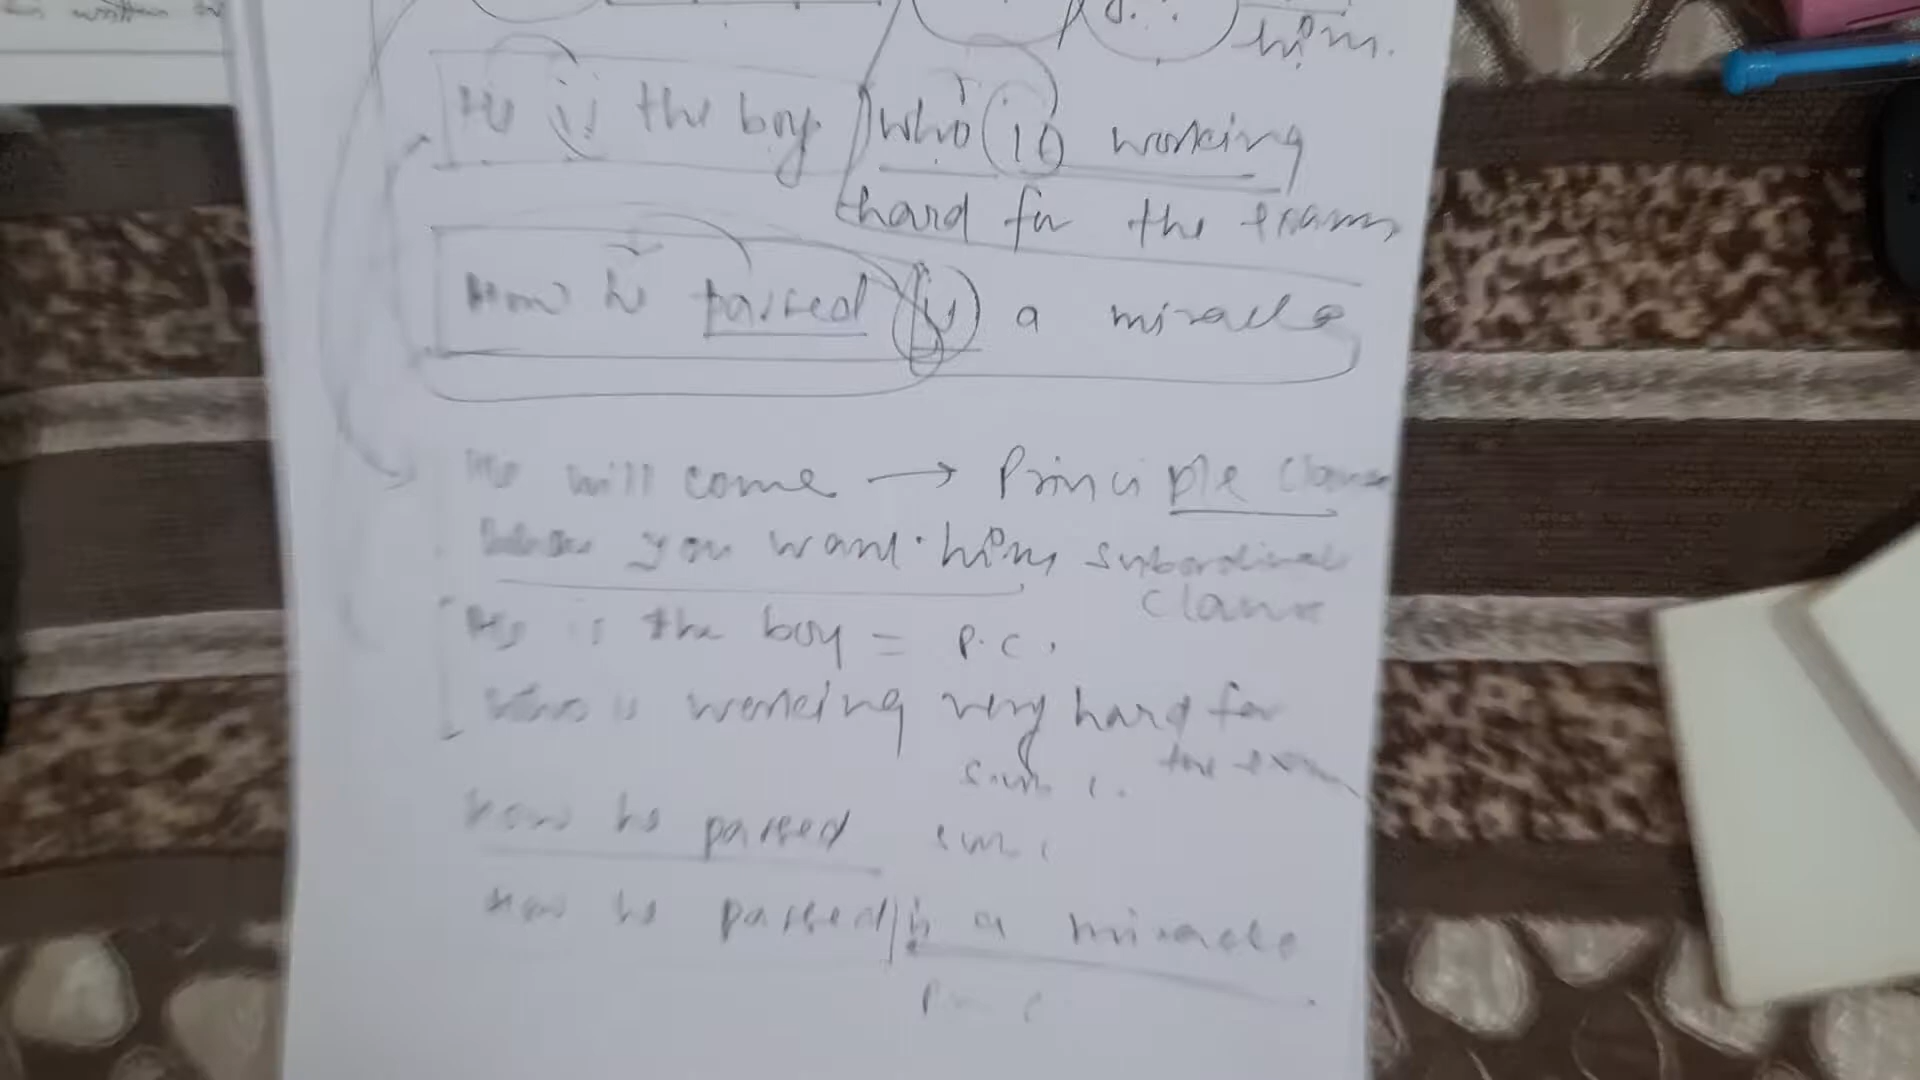 written
him.
He is the boy who is working
hard for the exams
How he passed is a miracle
He will come → Principle Clause
When you want him Subordinate
Clause
He is the boy = P.C.
Who is working very hard for
the exam
How he passed
How he passed is a miracle